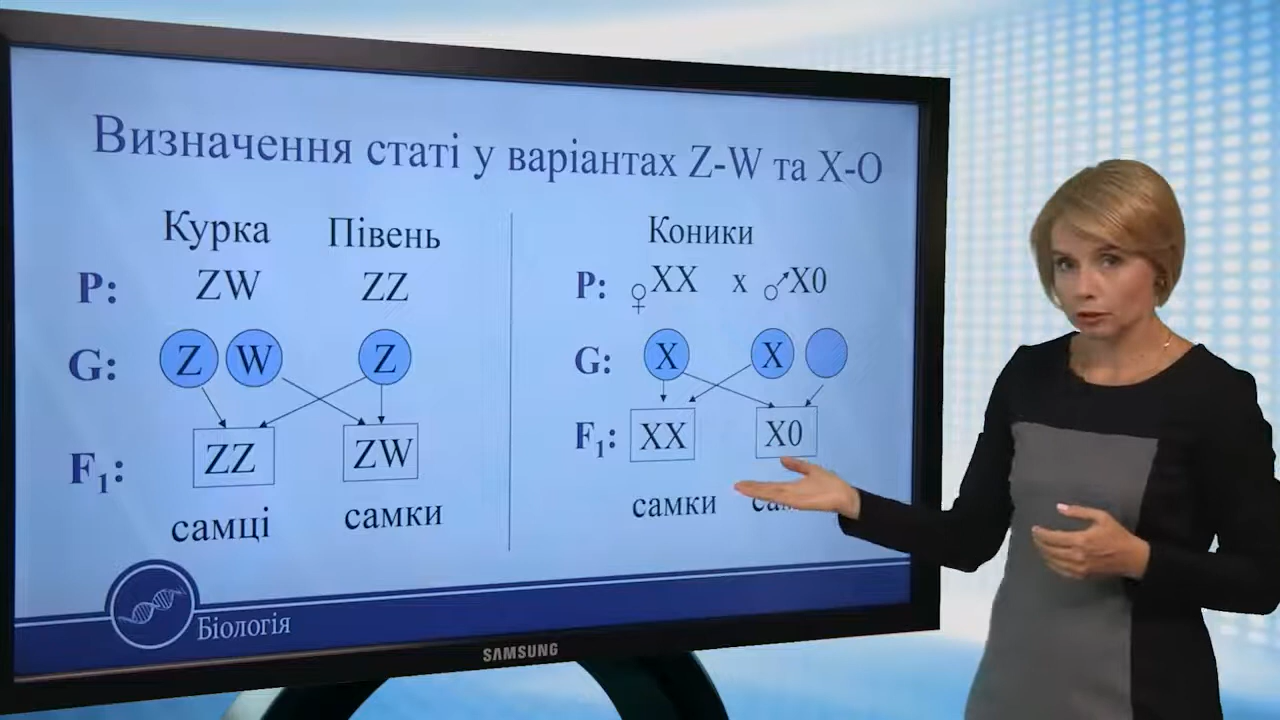 Визначення статі у варіантах Z-W та X-O
Курка Півень
P: ZW ZZ
G: Z W Z
F1: ZZ ZW
самці самки
Коники
P: ♀XX x ♂X0
G: X X
F1: XX X0
самки
Біологія
SAMSUNG